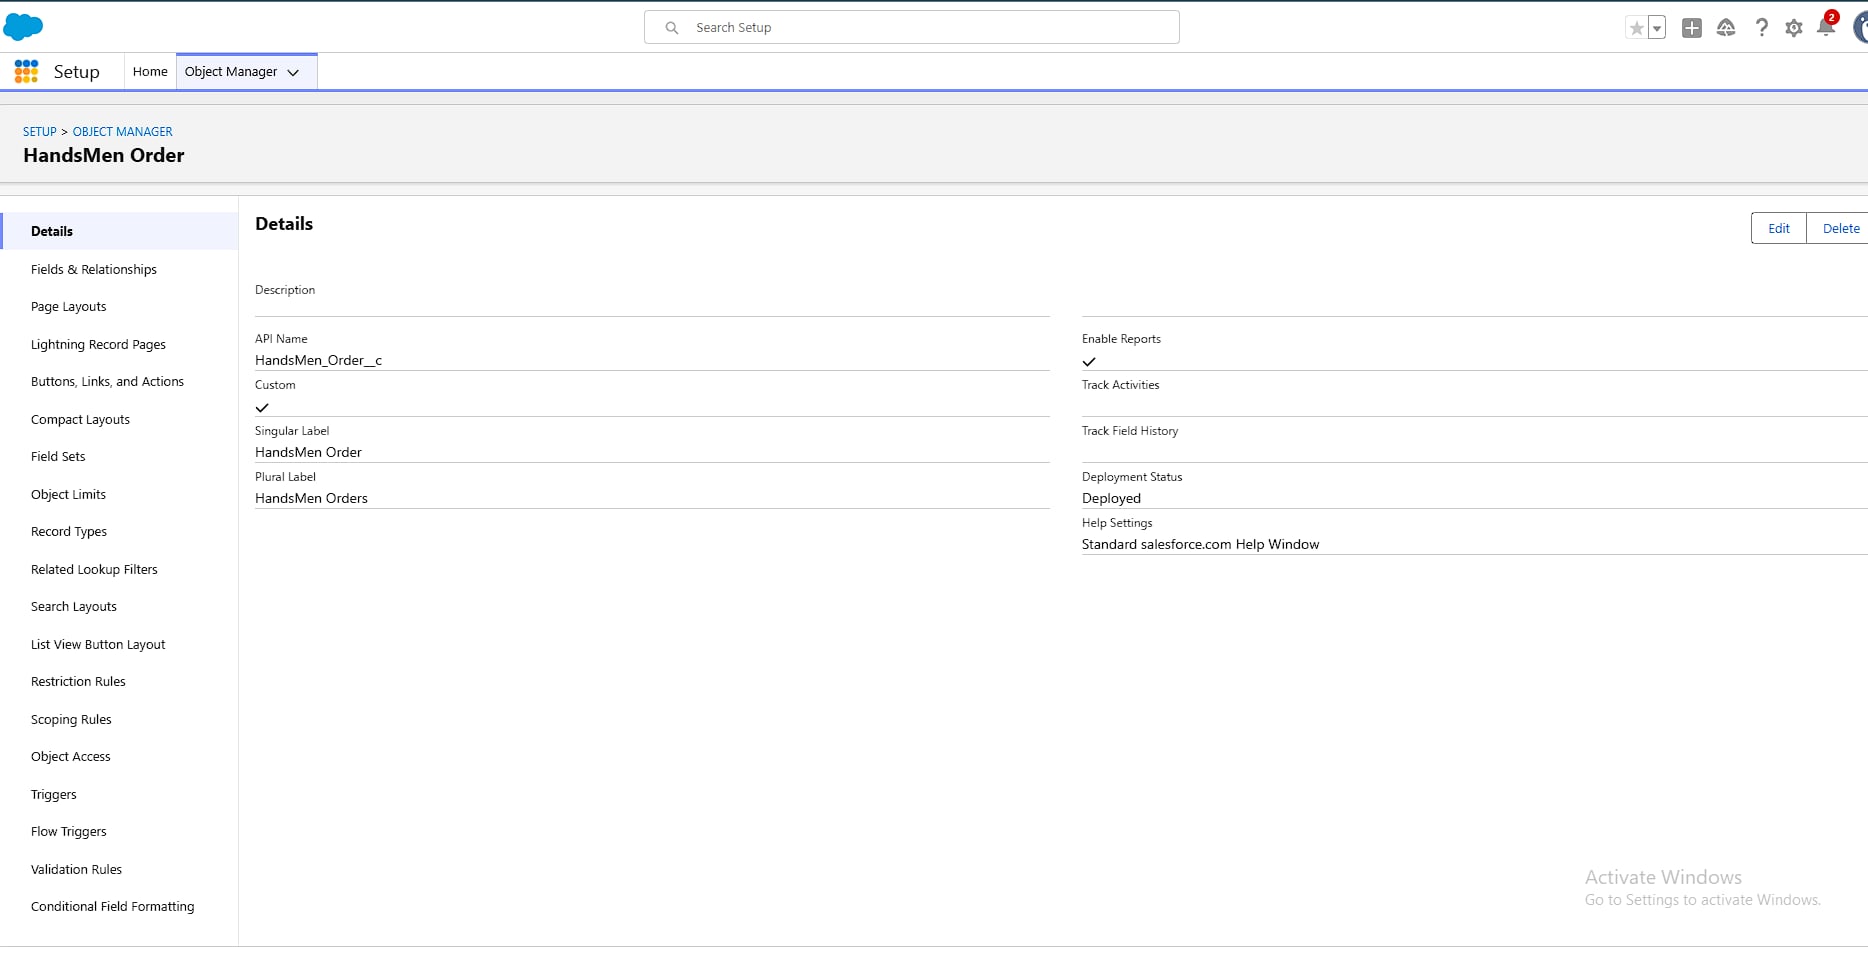 Search Setup
2
Setup
Home
Object Manager
SETUP > OBJECT MANAGER
HandsMen Order
Details
Fields & Relationships
Page Layouts
Lightning Record Pages
Buttons, Links, and Actions
Compact Layouts
Field Sets
Object Limits
Record Types
Related Lookup Filters
Search Layouts
List View Button Layout
Restriction Rules
Scoping Rules
Object Access
Triggers
Flow Triggers
Validation Rules
Conditional Field Formatting
Details
Edit
Delete
Description
API Name
HandsMen_Order__c
Custom
Singular Label
HandsMen Order
Plural Label
HandsMen Orders
Enable Reports
Track Activities
Track Field History
Deployment Status
Deployed
Help Settings
Standard salesforce.com Help Window
Activate Windows
Go to Settings to activate Windows.